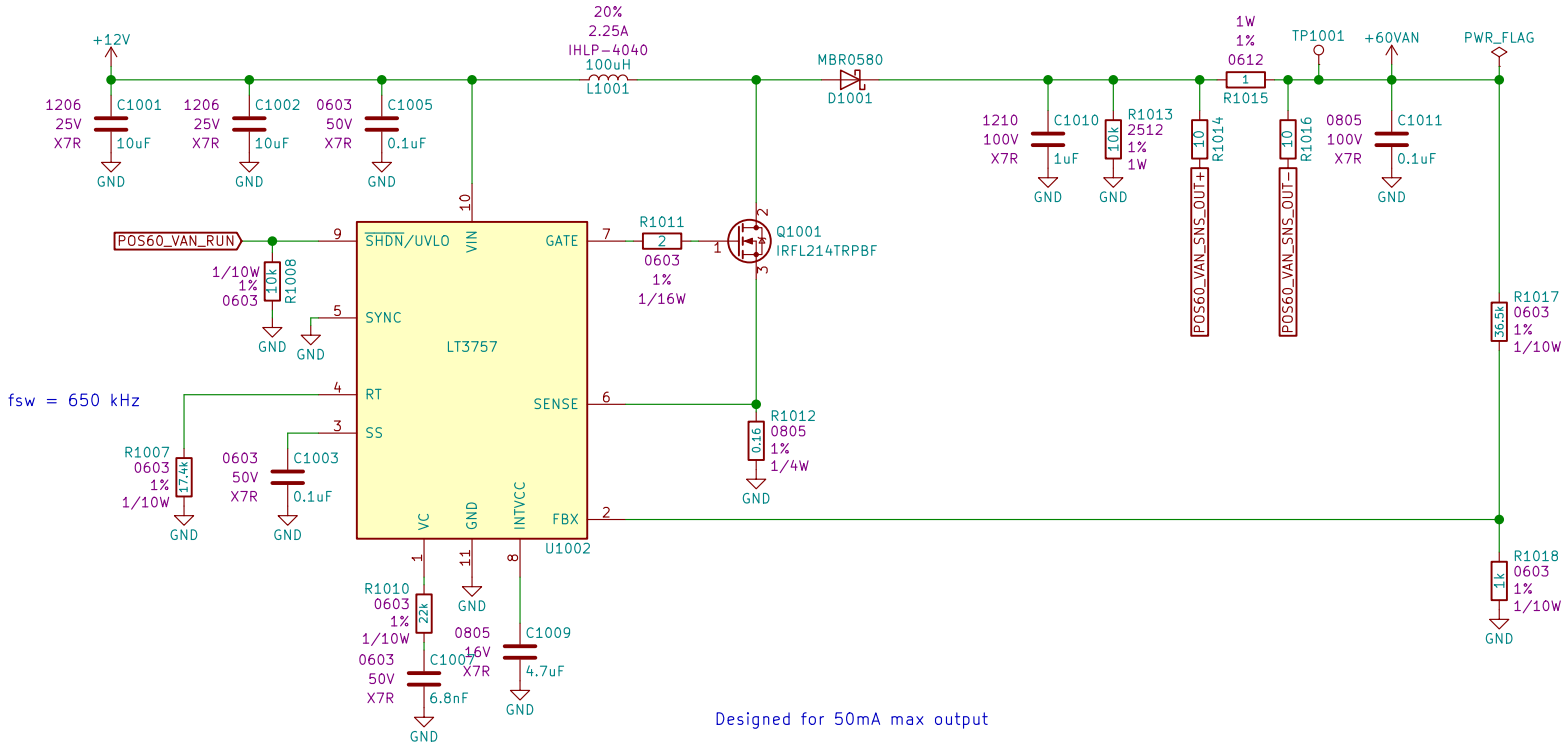 +12V
1206
25V
X7R
C1001
10uF
GND
1206
25V
X7R
C1002
10uF
GND
0603
50V
X7R
C1005
0.1uF
GND
20%
2.25A
IHLP-4040
100uH
L1001
MBR0580
D1001
1210
100V
X7R
C1010
1uF
GND
R1013
10k
2512
1%
1W
GND
10
R1014
POS60_VAN_SNS_OUT+
1W
1%
0612
1
R1015
TP1001
+60VAN
PWR_FLAG
10
R1016
POS60_VAN_SNS_OUT-
0805
100V
X7R
C1011
0.1uF
GND
POS60_VAN_RUN
1/10W
1%
0603
10k
R1008
GND
9
SHDN/UVLO
10
VIN
GATE
7
5
SYNC
GND
LT3757
4
RT
3
SS
SENSE
6
FBX
2
VC
1
GND
11
INTVCC
8
U1002
R1011
2
0603
1%
1/16W
1
2
3
Q1001
IRFL214TRPBF
R1012
0.16
0805
1%
1/4W
GND
R1017
36.5k
0603
1%
1/10W
R1018
1k
0603
1%
1/10W
GND
fsw = 650 kHz
R1007
0603
1%
1/10W
17.4k
GND
0603
50V
X7R
C1003
0.1uF
GND
GND
R1010
0603
1%
1/10W
22k
0603
50V
X7R
C1007
6.8nF
GND
0805
16V
X7R
C1009
4.7uF
GND
Designed for 50mA max output